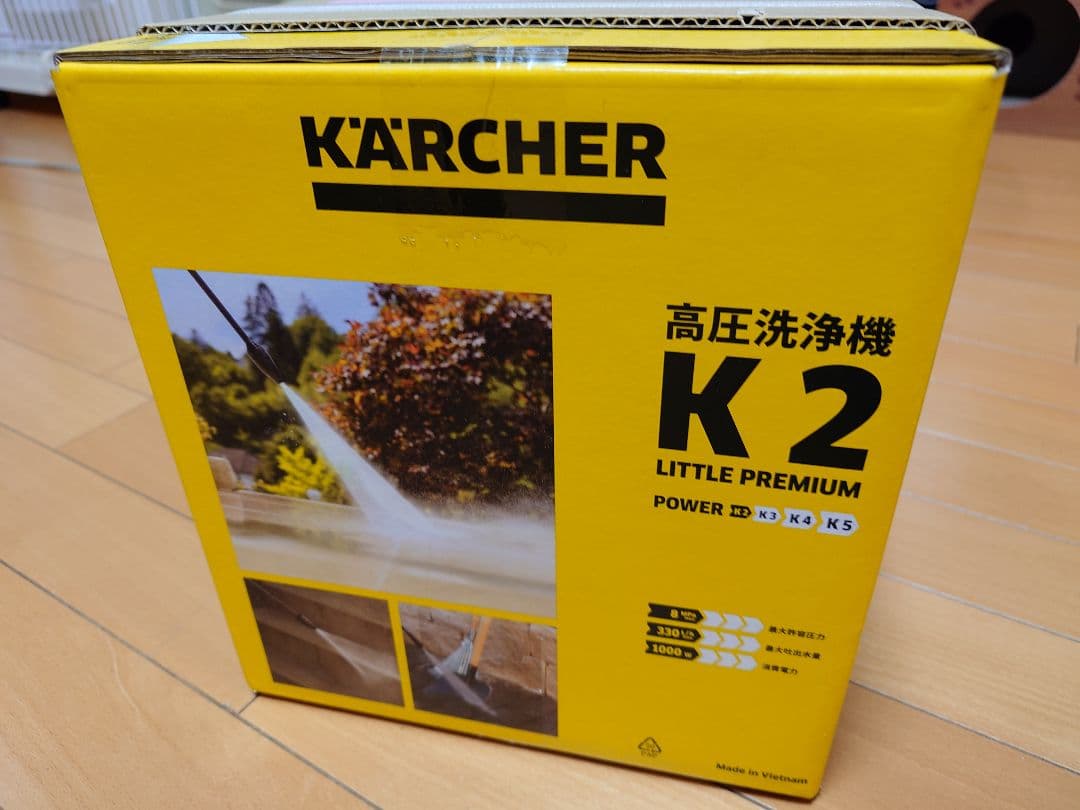 KÄRCHER
高圧洗浄機
K 2
LITTLE PREMIUM
POWER K2 K3 K4 K5
8 MPa 最大許容圧力
330 L/h 最大吐出水量
1000 W 消費電力
Made in Vietnam